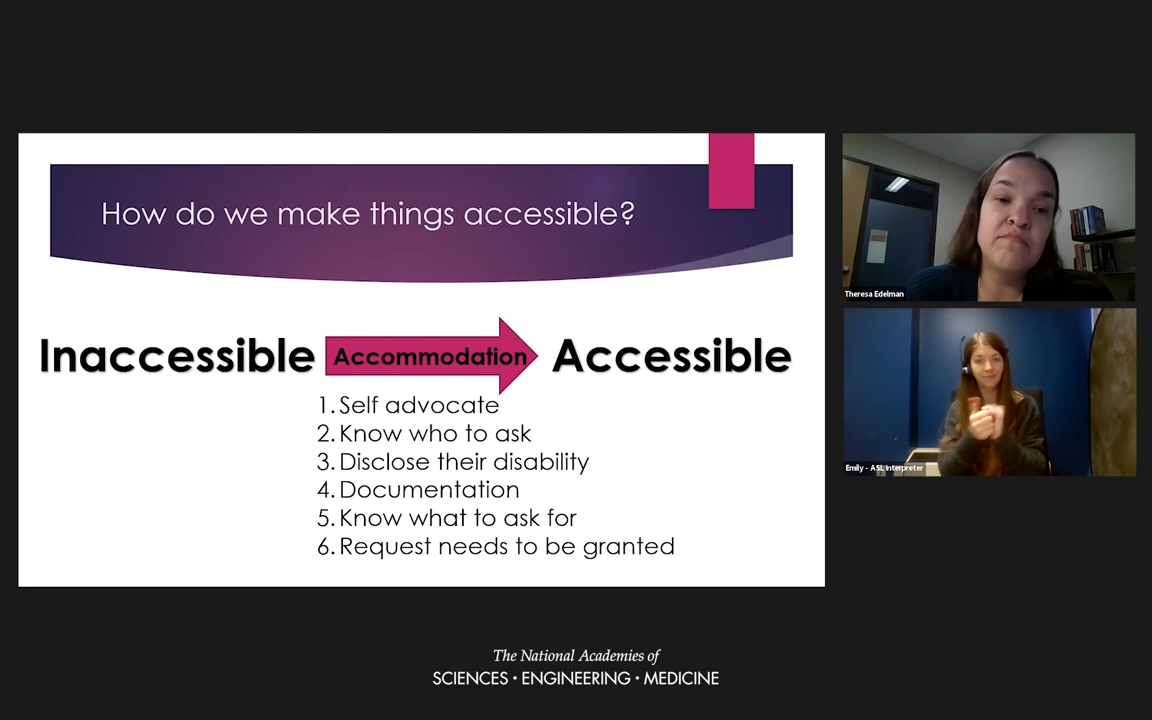 How do we make things accessible?
Inaccessible Accommodation Accessible
1. Self advocate
2. Know who to ask
3. Disclose their disability
4. Documentation
5. Know what to ask for
6. Request needs to be granted
Theresa Edelman
Emily - ASL Interpreter
The National Academies of
SCIENCES · ENGINEERING · MEDICINE